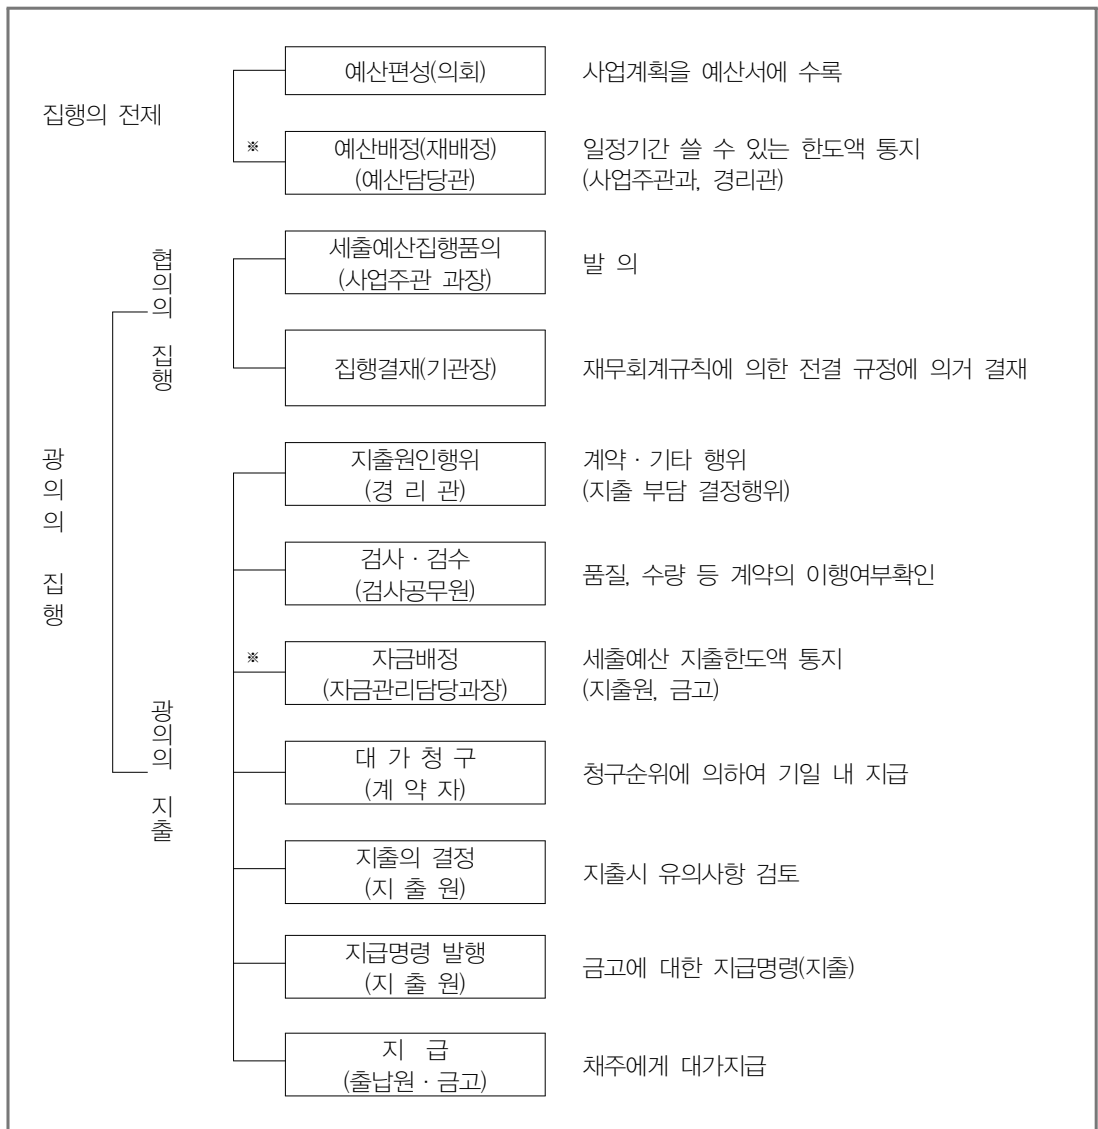 예산편성(의회)
사업계획을 예산서에 수록
집행의 전제
※
예산배정(재배정)
(예산담당관)
일정기간 쓸 수 있는 한도액 통지
(사업주관과, 경리관)
광의의 집행
협의의 집행
세출예산집행품의
(사업주관 과장)
발 의
집행결재(기관장)
재무회계규칙에 의한 전결 규정에 의거 결재
광의의 지출
지출원인행위
(경 리 관)
계약 · 기타 행위
(지출 부담 결정행위)
검사 · 검수
(검사공무원)
품질, 수량 등 계약의 이행여부확인
※
자금배정
(자금관리담당과장)
세출예산 지출한도액 통지
(지출원, 금고)
대 가 청 구
(계 약 자)
청구순위에 의하여 기일 내 지급
지출의 결정
(지 출 원)
지출시 유의사항 검토
지급명령 발행
(지 출 원)
금고에 대한 지급명령(지출)
지 급
(출납원 · 금고)
채주에게 대가지급